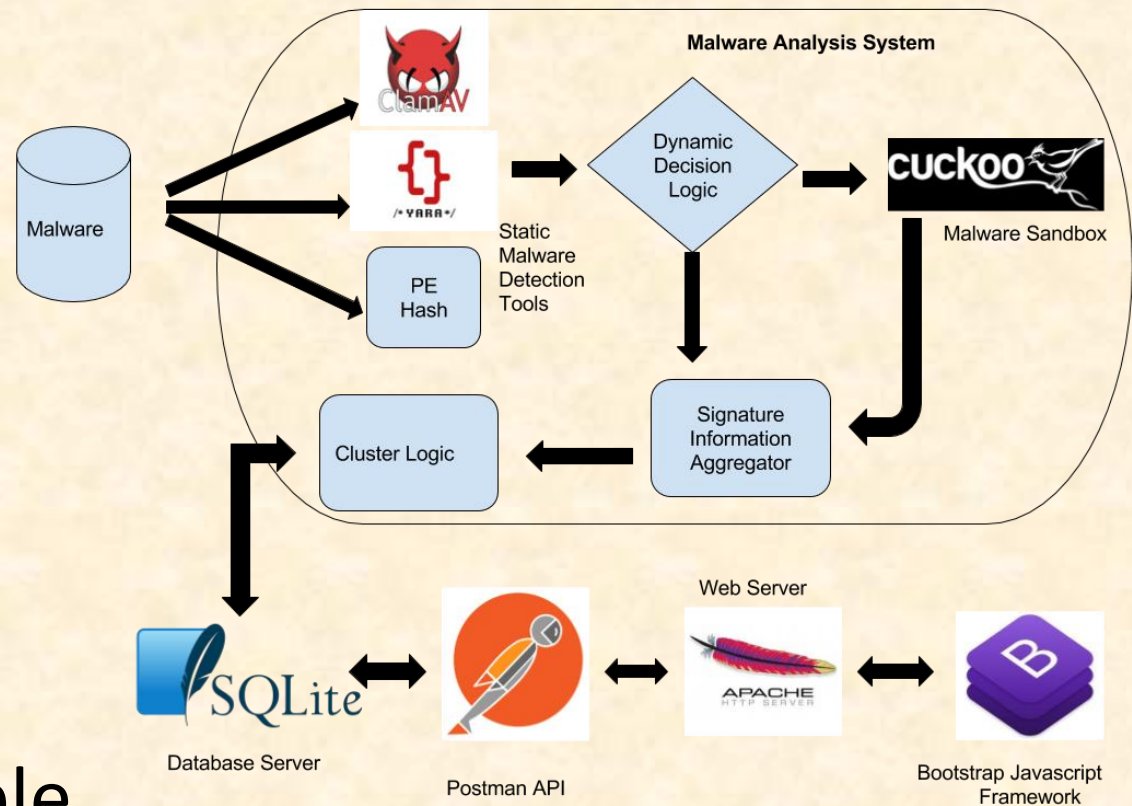 Malware Analysis System
ClamAV
Malware
/* YARA */
Static
Malware
Detection
Tools
PE
Hash
Dynamic
Decision
Logic
cuckoo
Malware Sandbox
Cluster Logic
Signature
Information
Aggregator
SQLite
Database Server
Postman API
Web Server
APACHE
HTTP SERVER
B
Bootstrap Javascript
Framework
ple